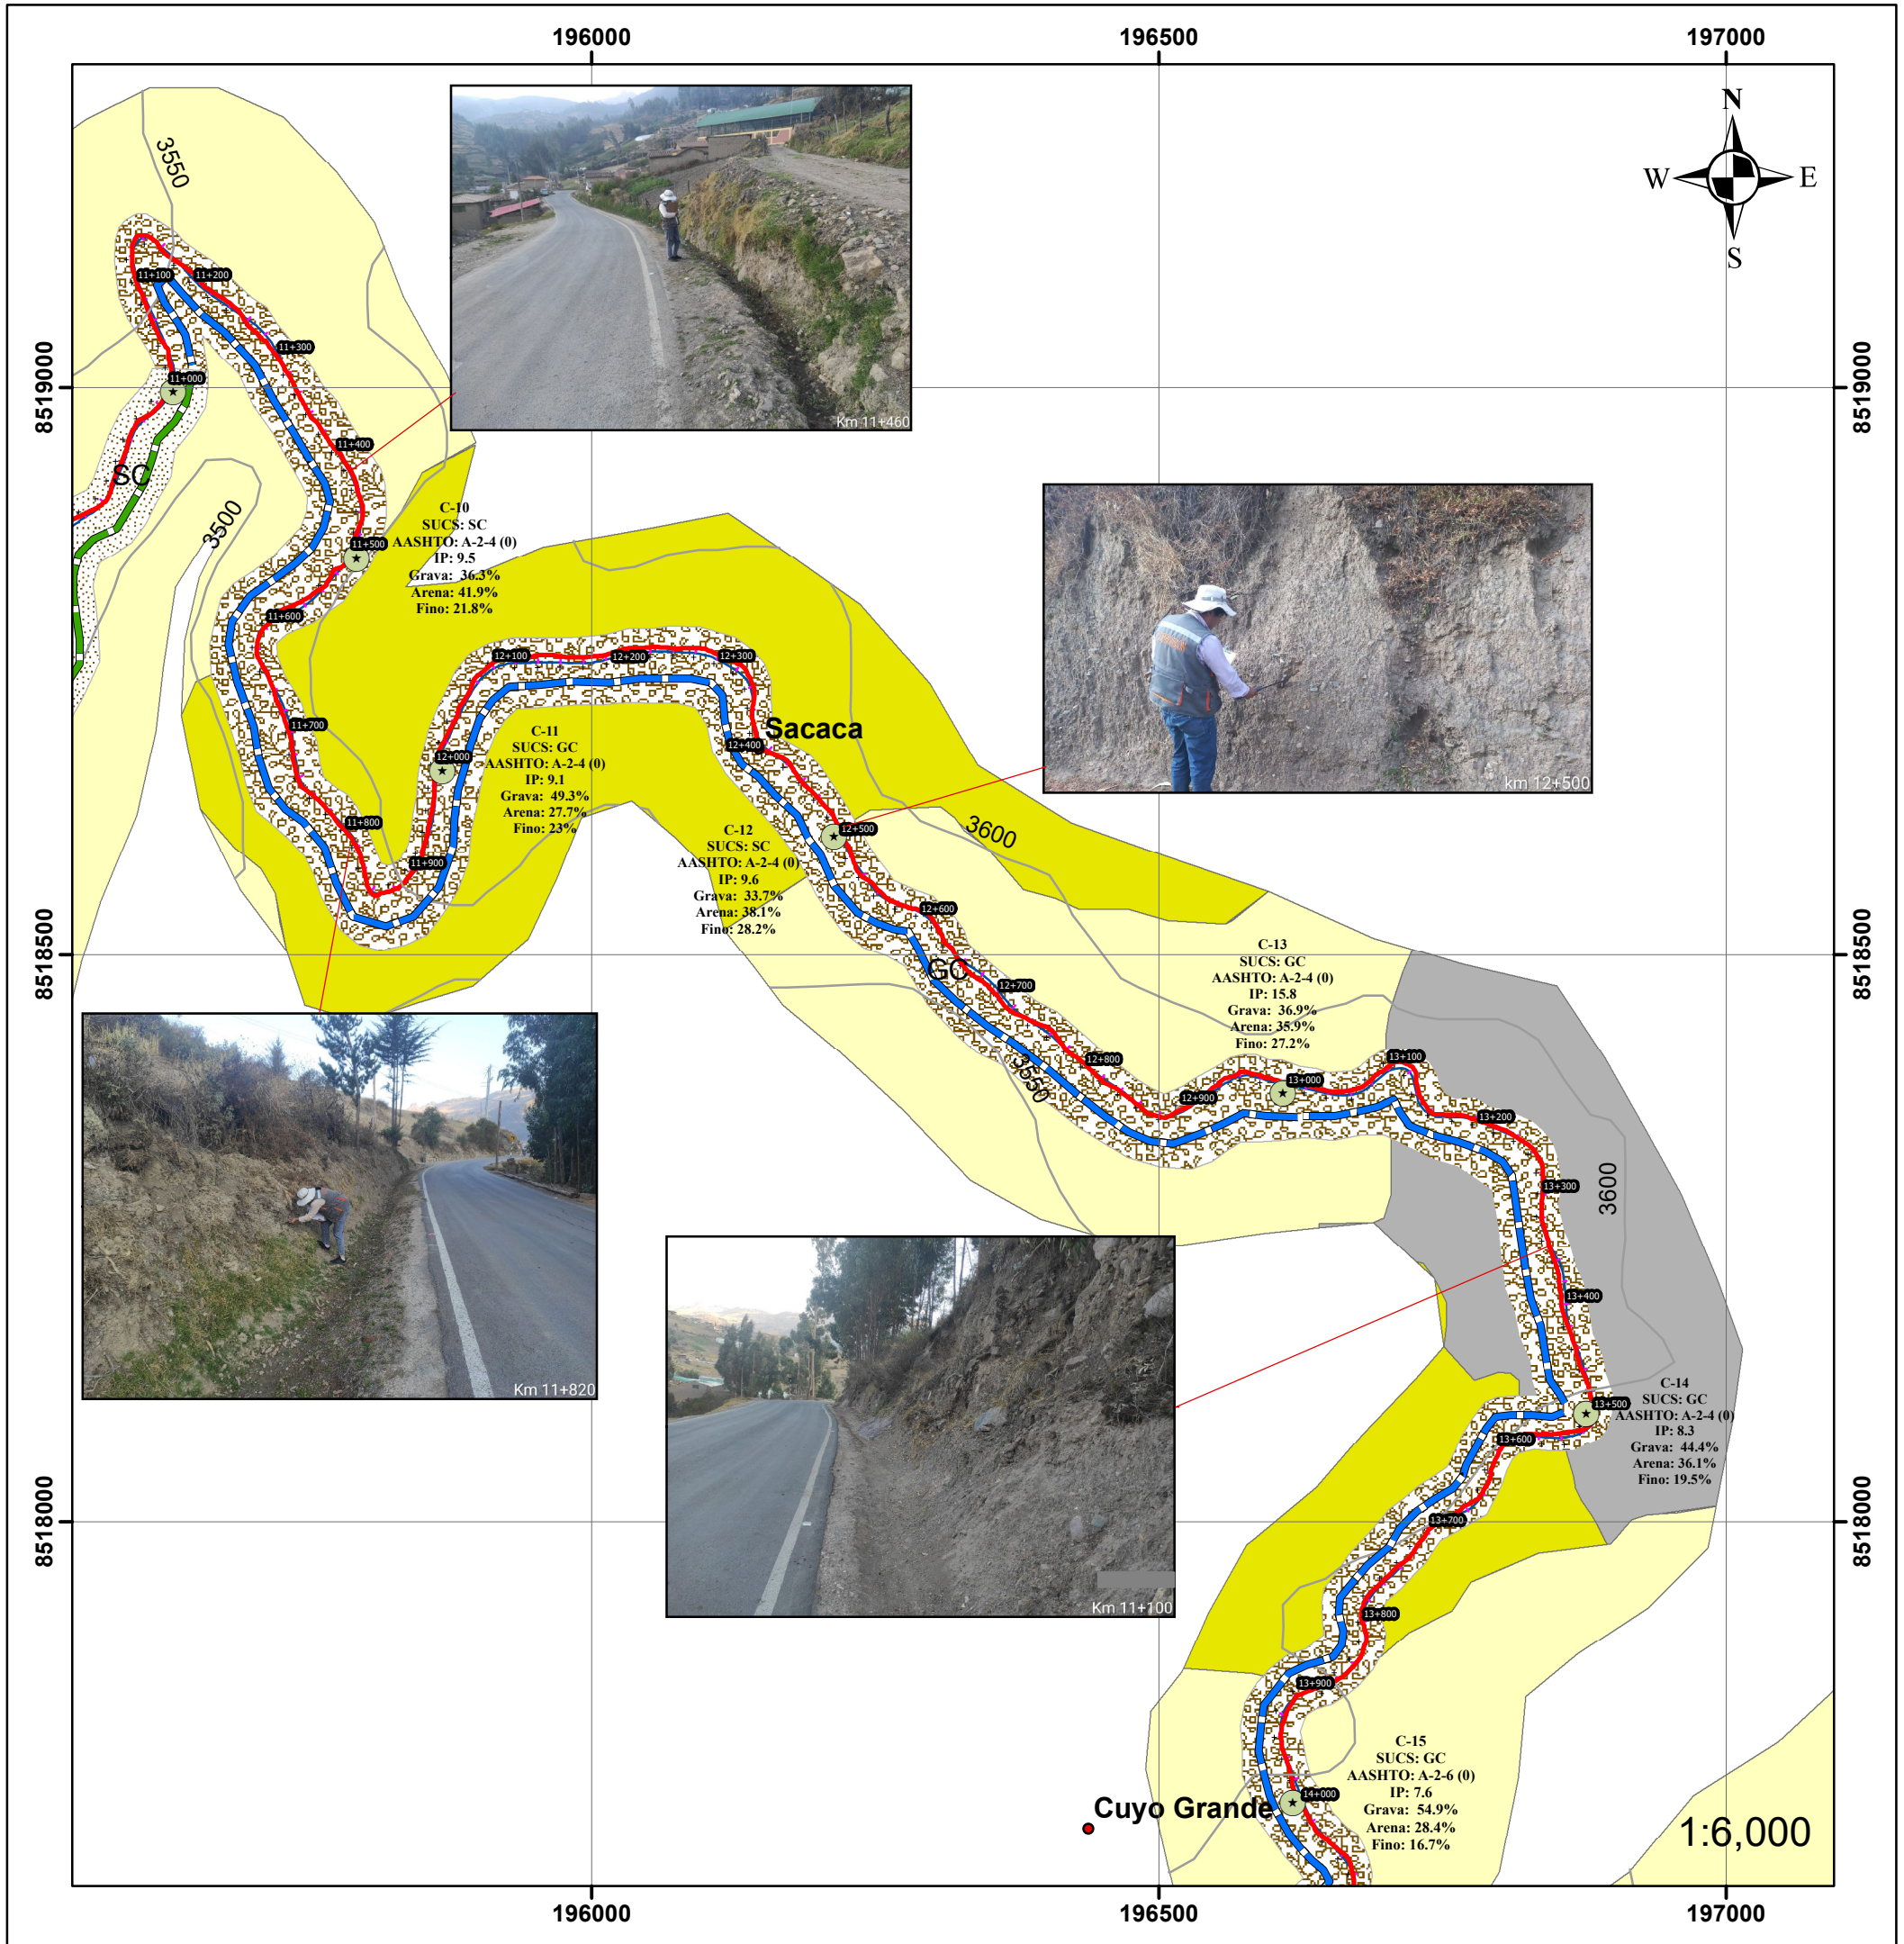 196000
196500
197000
N
W
E
S
3550
Km 11+460
11+100
11+200
11+300
8519000
8519000
11+000
11+400
SC
3500
C-10
SUCS: SC
AASHTO: A-2-4 (0)
IP: 9.5
Grava: 36.3%
Arena: 41.9%
Fino: 21.8%
11+500
11+600
12+100
12+200
12+300
11+700
Sacaca
12+400
12+000
C-11
SUCS: GC
AASHTO: A-2-4 (0)
IP: 9.1
Grava: 49.3%
Arena: 27.7%
Fino: 23%
km 12+500
11+800
11+900
12+500
3600
C-12
SUCS: SC
AASHTO: A-2-4 (0)
IP: 9.6
Grava: 33.7%
Arena: 38.1%
Fino: 28.2%
12+600
8518500
8518500
GC
12+700
C-13
SUCS: GC
AASHTO: A-2-4 (0)
IP: 15.8
Grava: 36.9%
Arena: 35.9%
Fino: 27.2%
12+800
3550
12+900
13+000
13+100
13+200
13+300
3600
13+400
Km 11+820
C-14
SUCS: GC
AASHTO: A-2-4 (0)
IP: 8.3
Grava: 44.4%
Arena: 36.1%
Fino: 19.5%
13+500
13+600
8518000
8518000
13+700
Km 11+100
13+800
13+900
C-15
SUCS: GC
AASHTO: A-2-6 (0)
IP: 7.6
Grava: 54.9%
Arena: 28.4%
Fino: 16.7%
14+000
Cuyo Grande
1:6,000
196000
196500
197000